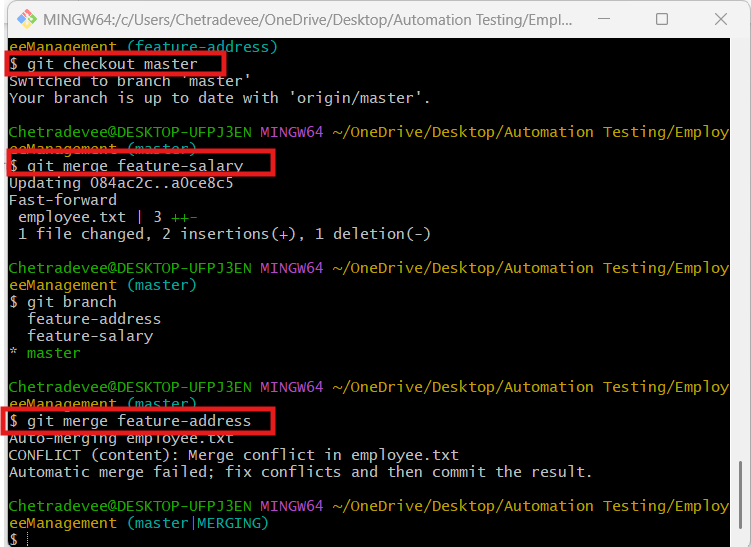 MINGW64:/c/Users/Chetradevee/OneDrive/Desktop/Automation Testing/Empl...
eeManagement (feature-address)
$ git checkout master
Switched to branch 'master'
Your branch is up to date with 'origin/master'.
Chetradevee@DESKTOP-UFPJ3EN MINGW64 ~/OneDrive/Desktop/Automation Testing/Employ
eeManagement (master)
$ git merge feature-salary
Updating 084ac2c..a0ce8c5
Fast-forward
employee.txt | 3 ++-
1 file changed, 2 insertions(+), 1 deletion(-)
Chetradevee@DESKTOP-UFPJ3EN MINGW64 ~/OneDrive/Desktop/Automation Testing/Employ
eeManagement (master)
$ git branch
feature-address
feature-salary
* master
Chetradevee@DESKTOP-UFPJ3EN MINGW64 ~/OneDrive/Desktop/Automation Testing/Employ
eeManagement (master)
$ git merge feature-address
Auto-merging employee.txt
CONFLICT (content): Merge conflict in employee.txt
Automatic merge failed; fix conflicts and then commit the result.
Chetradevee@DESKTOP-UFPJ3EN MINGW64 ~/OneDrive/Desktop/Automation Testing/Employ
eeManagement (master|MERGING)
$